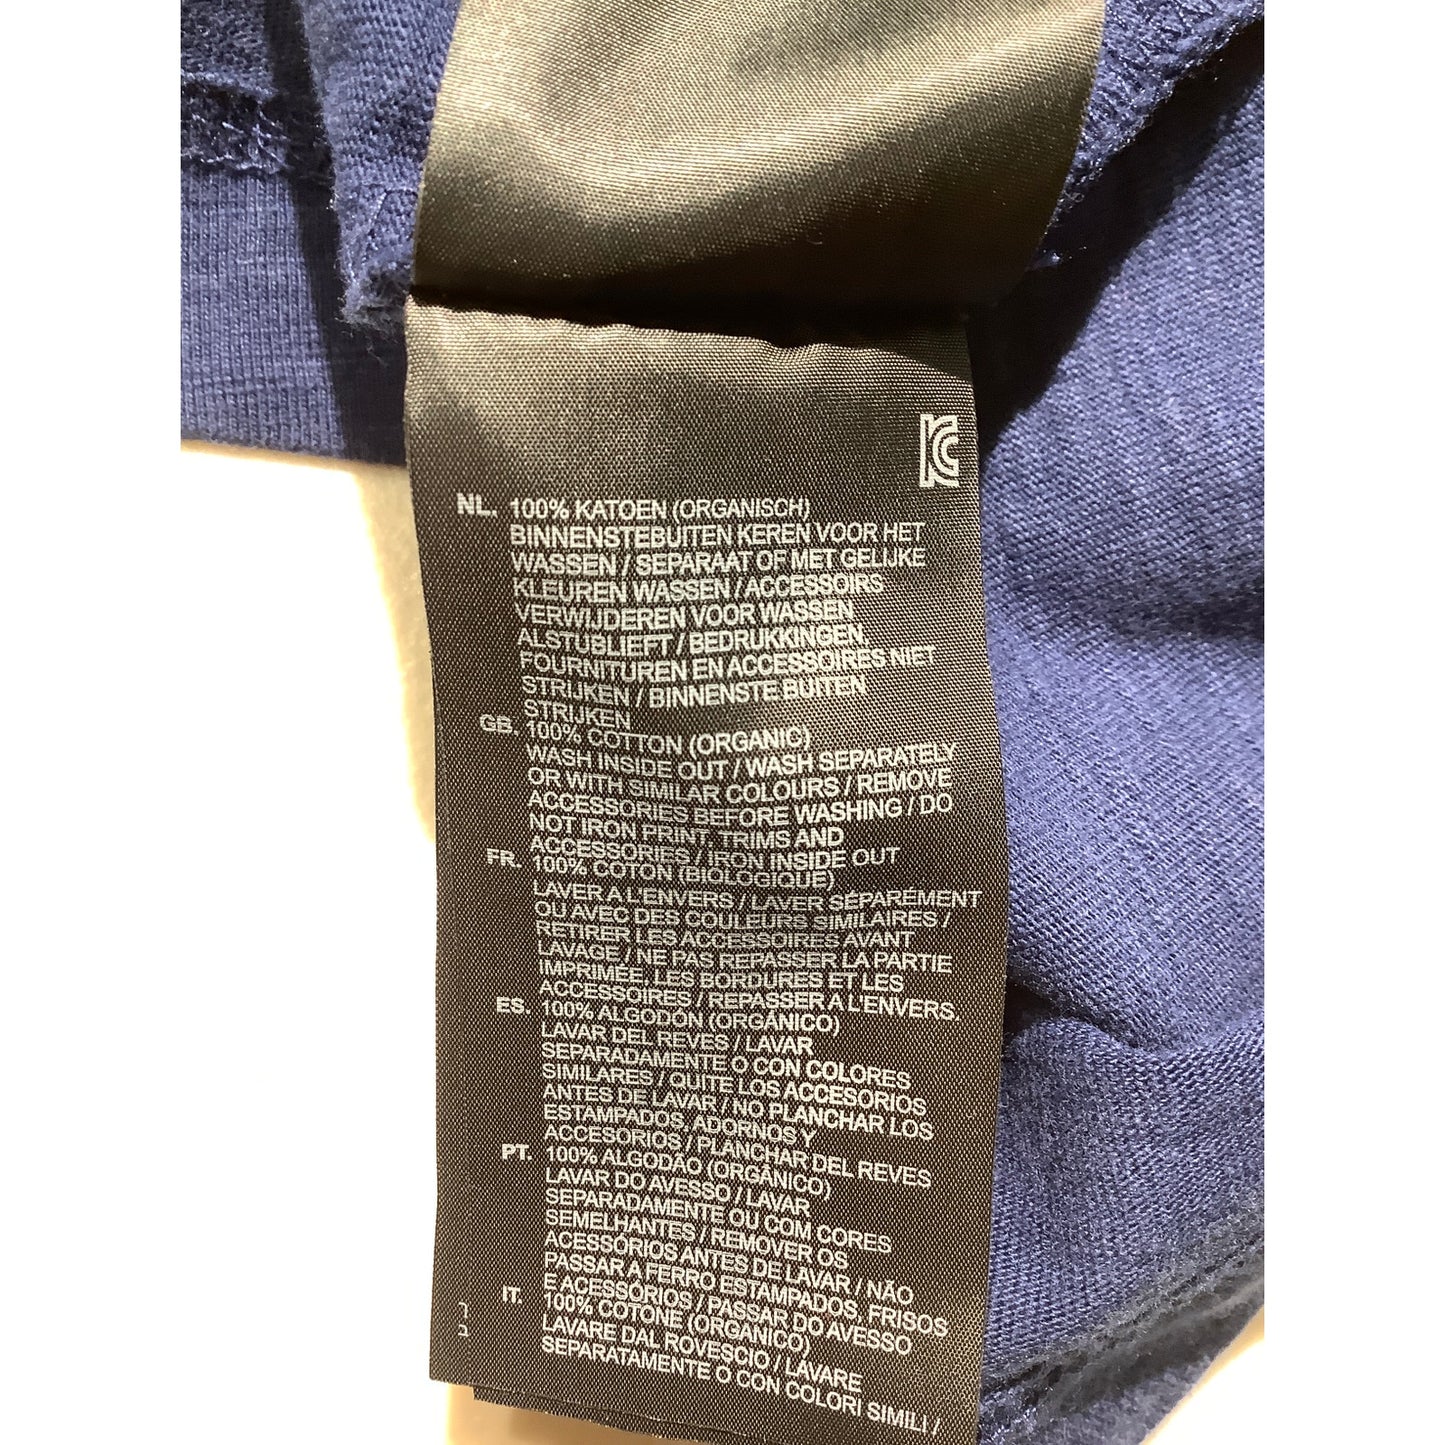 KC
NL. 100% KATOEN (ORGANISCH)
BINNENSTEBUITEN KEREN VOOR HET
WASSEN / SEPARAAT OF MET GELIJKE
KLEUREN WASSEN / ACCESSOIRS
VERWIJDEREN VOOR WASSEN
ALSTUBLIEFT / BEDRUKKINGEN,
FOURNITUREN EN ACCESSOIRES NIET
STRIJKEN / BINNENSTE BUITEN
STRIJKEN
GB. 100% COTTON (ORGANIC)
WASH INSIDE OUT / WASH SEPARATELY
OR WITH SIMILAR COLOURS / REMOVE
ACCESSORIES BEFORE WASHING / DO
NOT IRON PRINT, TRIMS AND
ACCESSORIES / IRON INSIDE OUT
FR. 100% COTON (BIOLOGIQUE)
LAVER A L'ENVERS / LAVER SÉPARÉMENT
OU AVEC DES COULEURS SIMILAIRES /
RETIRER LES ACCESSOIRES AVANT
LAVAGE / NE PAS REPASSER LA PARTIE
IMPRIMÉE, LES BORDURES ET LES
ACCESSOIRES / REPASSER A L'ENVERS.
ES. 100% ALGODÓN (ORGÂNICO)
LAVAR DEL REVES / LAVAR
SEPARADAMENTE O CON COLORES
SIMILARES / QUITE LOS ACCESORIOS
ANTES DE LAVAR / NO PLANCHAR LOS
ESTAMPADOS, ADORNOS Y
ACCESORIOS / PLANCHAR DEL REVES
PT. 100% ALGODÃO (ORGÂNICO)
LAVAR DO AVESSO / LAVAR
SEPARADAMENTE OU COM CORES
SEMELHANTES / REMOVER OS
ACESSÓRIOS ANTES DE LAVAR / NÃO
PASSAR A FERRO ESTAMPADOS, FRISOS
E ACESSÓRIOS / PASSAR DO AVESSO
IT. 100% COTONE (ORGANICO)
LAVARE DAL ROVESCIO / LAVARE
SEPARATAMENTE O CON COLORI SIMILI /